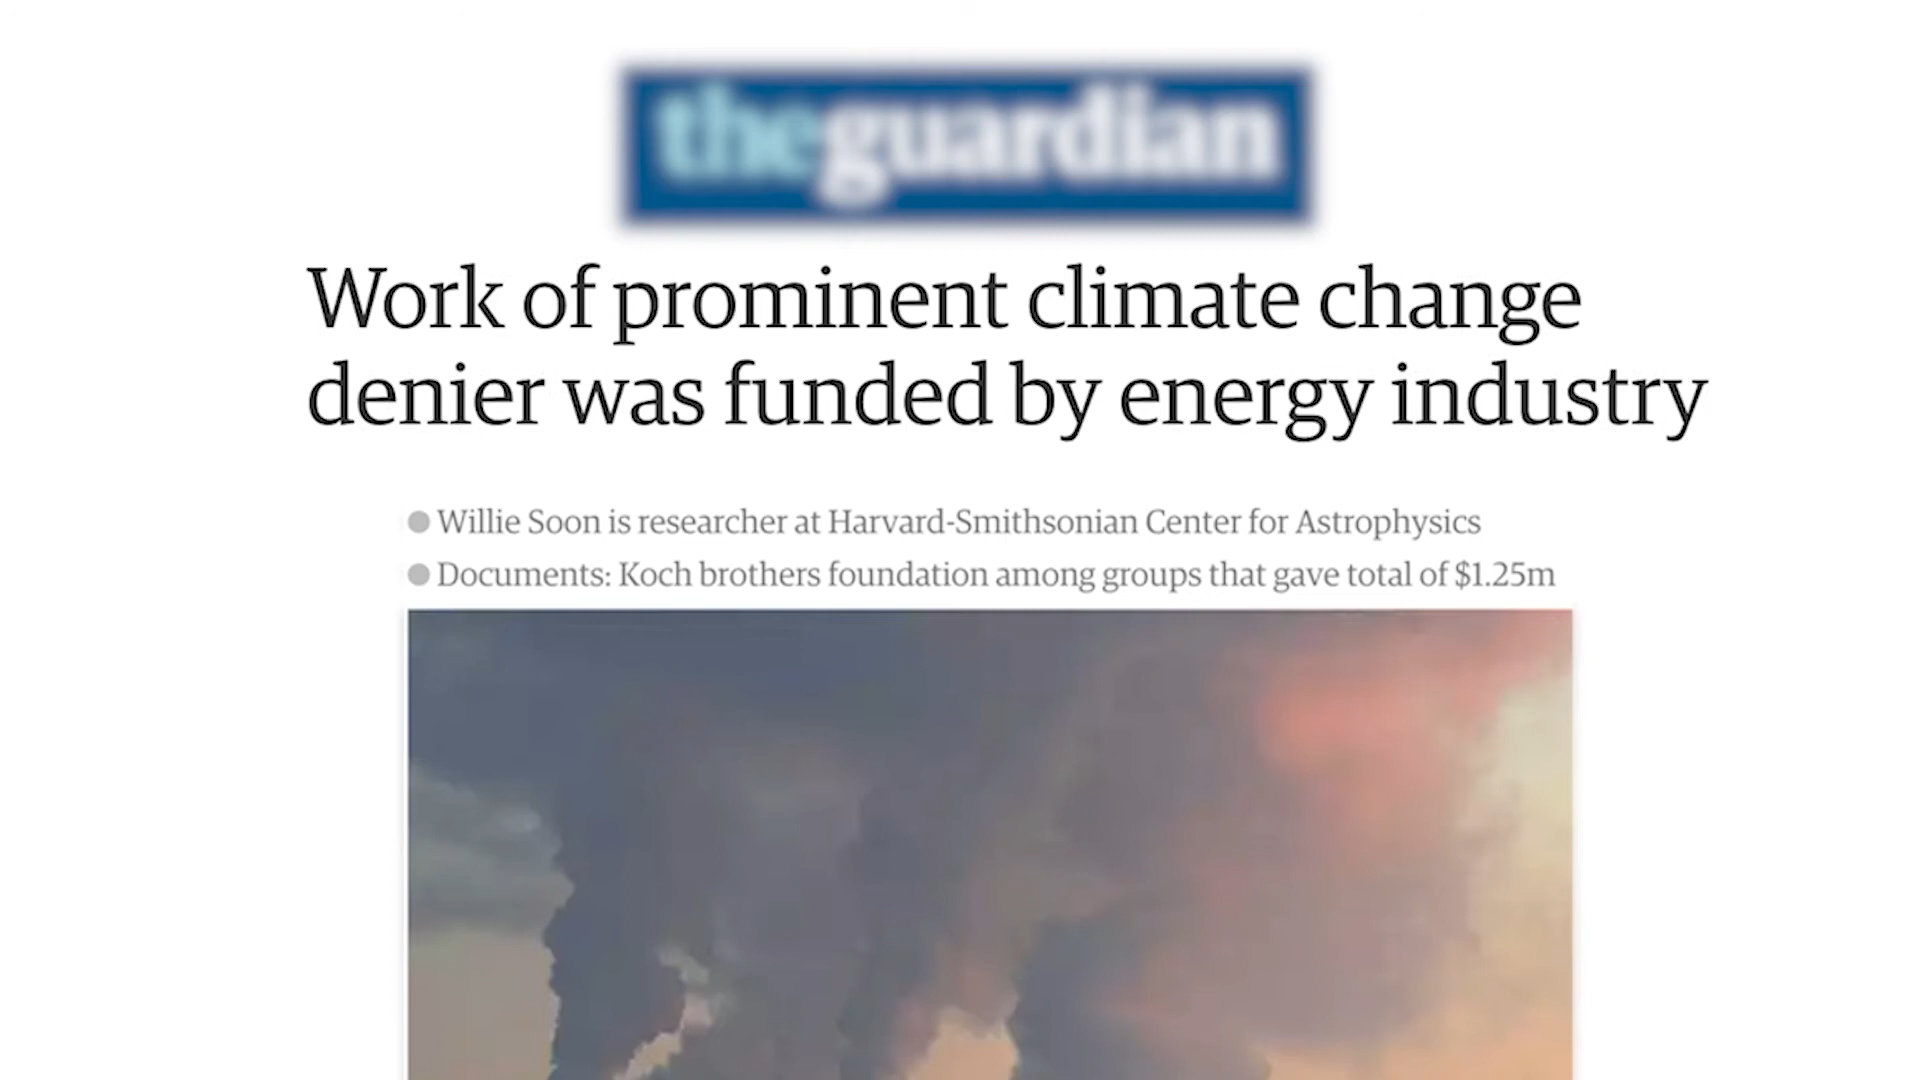 theguardian
Work of prominent climate change
denier was funded by energy industry
Willie Soon is researcher at Harvard-Smithsonian Center for Astrophysics
Documents: Koch brothers foundation among groups that gave total of $1.25m